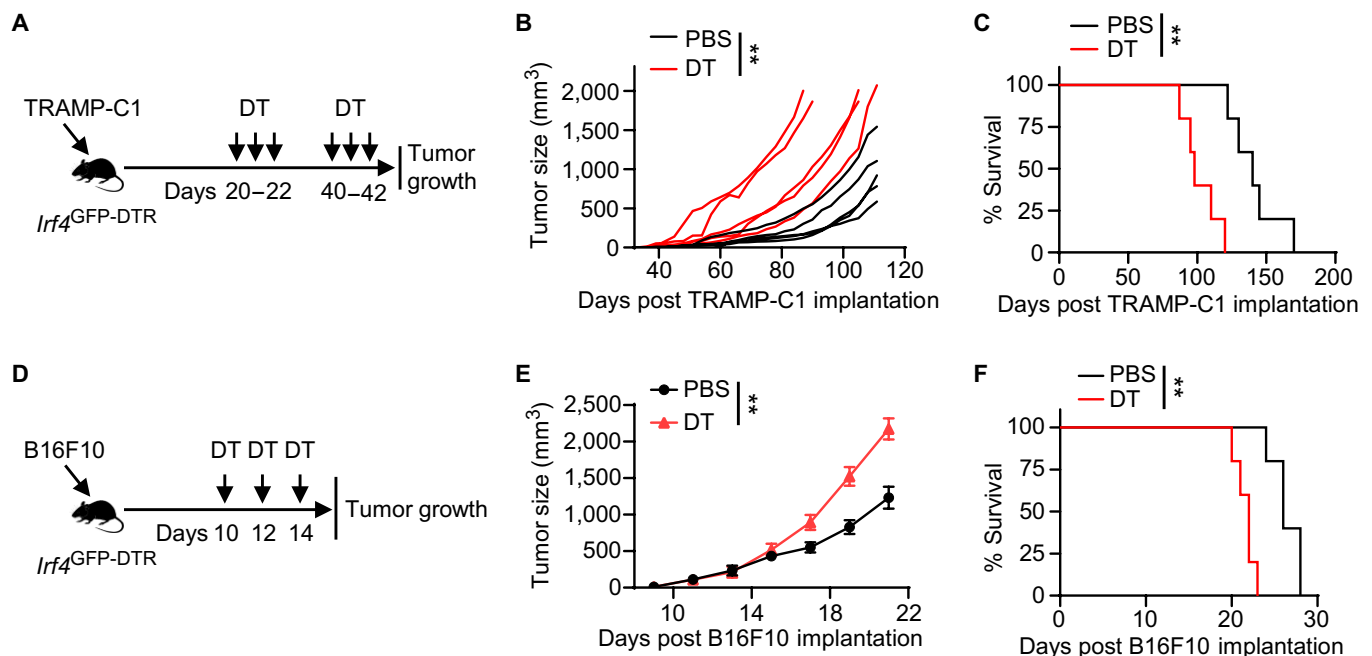 A
TRAMP-C1
DT DT
Days 20–22 40–42
Tumor
growth
Irf4GFP-DTR
B
PBS
DT
**
Tumor size (mm3)
2,000
1,500
1,000
500
0
40 60 80 100 120
Days post TRAMP-C1 implantation
C
PBS
DT
**
% Survival
100
75
50
25
0
0 50 100 150 200
Days post TRAMP-C1 implantation
D
B16F10
DT DT DT
Days 10 12 14
Tumor growth
Irf4GFP-DTR
E
PBS
DT
**
Tumor size (mm3)
2,500
2,000
1,500
1,000
500
0
10 14 18 22
Days post B16F10 implantation
F
PBS
DT
**
% Survival
100
75
50
25
0
0 10 20 30
Days post B16F10 implantation